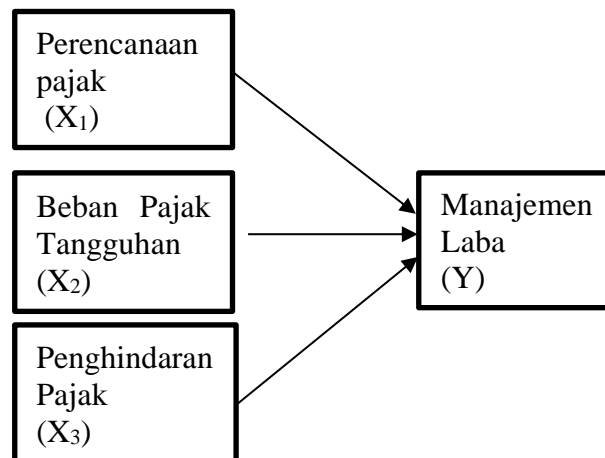 Perencanaan
pajak
(X₁)
Beban Pajak
Tangguhan
(X₂)
Penghindaran
Pajak
(X₃)
Manajemen
Laba
(Y)